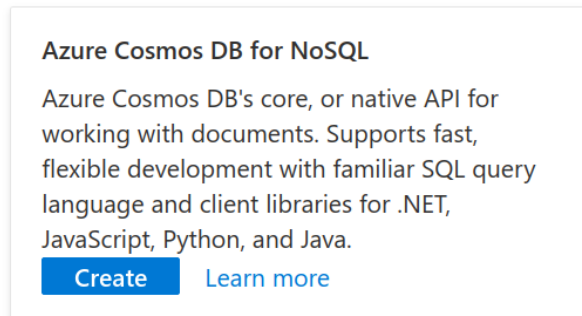 Azure Cosmos DB for NoSQL
Azure Cosmos DB's core, or native API for
working with documents. Supports fast,
flexible development with familiar SQL query
language and client libraries for .NET,
JavaScript, Python, and Java.
Create Learn more